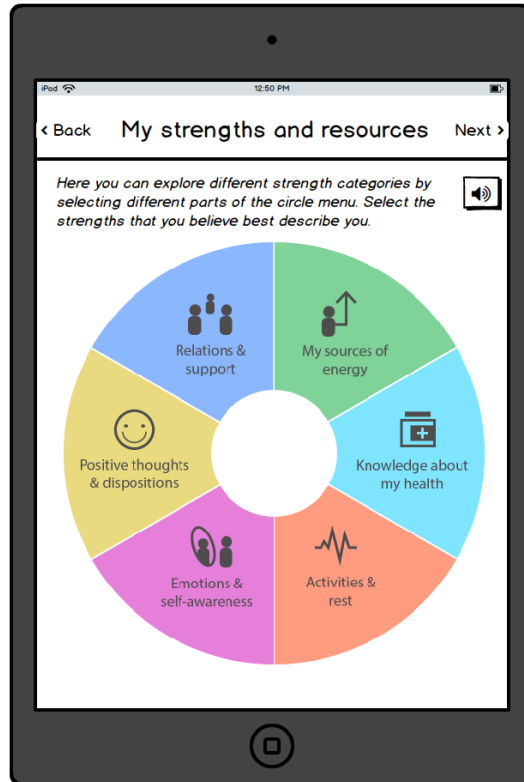 iPod 12:50 PM
< Back My strengths and resources Next >
Here you can explore different strength categories by
selecting different parts of the circle menu. Select the
strengths that you believe best describe you.
Relations &
support
My sources of
energy
Positive thoughts
& dispositions
Knowledge about
my health
Emotions &
self-awareness
Activities &
rest